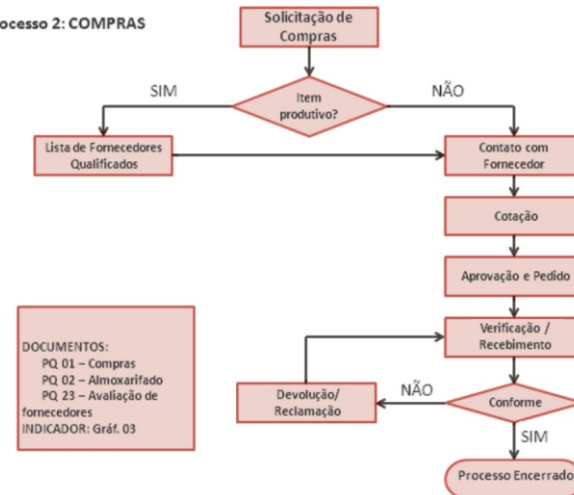 ocesso 2: COMPRAS
Solicitação de
Compras
SIM
Item
produtivo?
NÃO
Lista de Fornecedores
Qualificados
Contato com
Fornecedor
Cotação
Aprovação e Pedido
Verificação /
Recebimento
DOCUMENTOS:
PQ 01 – Compras
PQ 02 – Almoxarifado
PQ 23 – Avaliação de
fornecedores
INDICADOR: Gráf. 03
Devolução/
Reclamação
NÃO
Conforme
SIM
Processo Encerrado